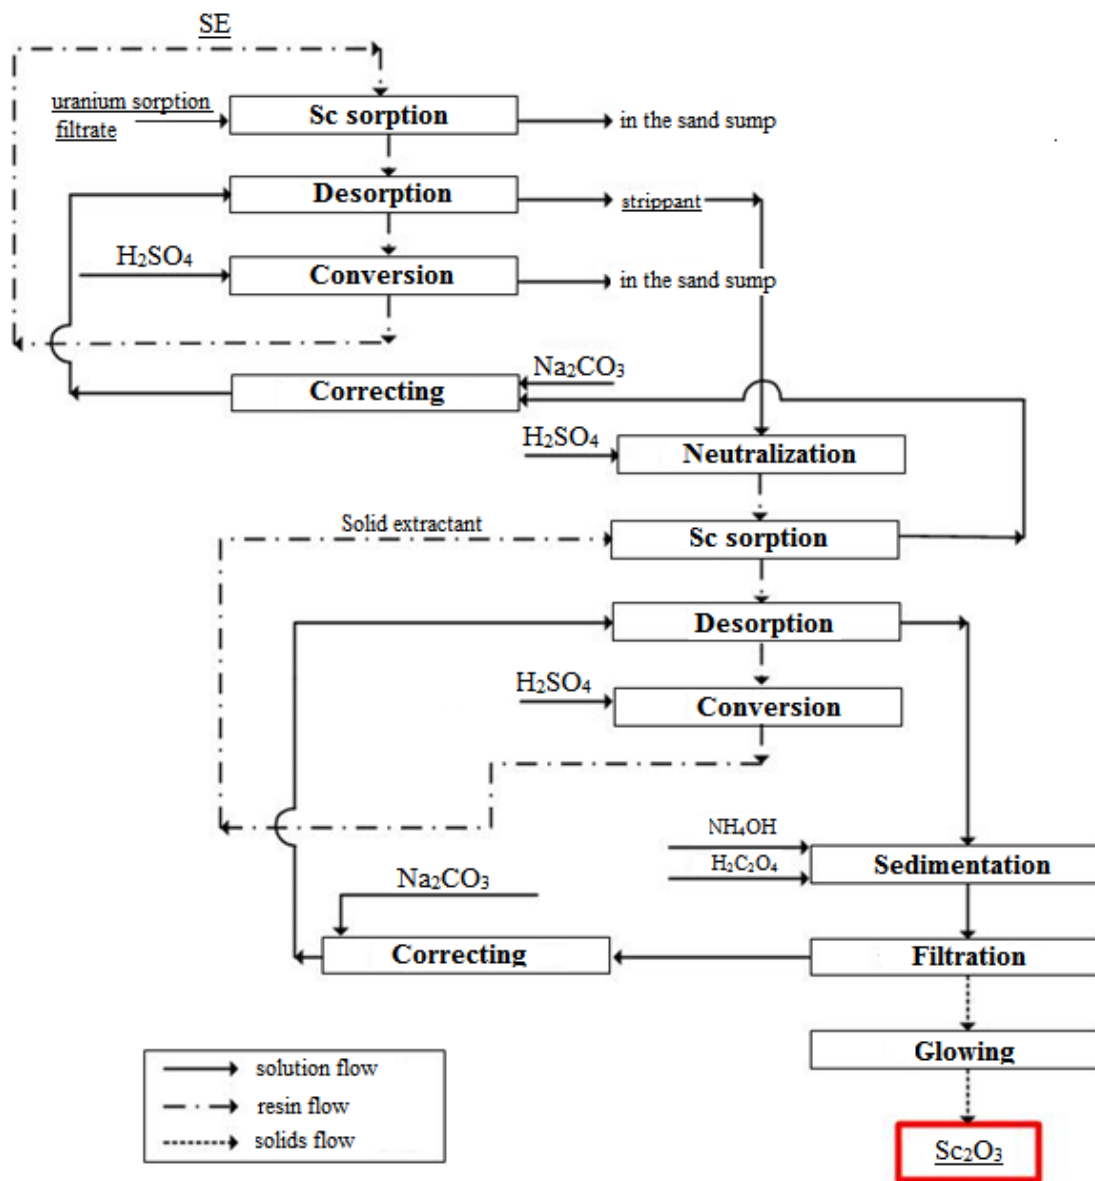 SE
uranium sorption
filtrate
Sc sorption
in the sand sump
Desorption
strippant
H₂SO₄
Conversion
in the sand sump
Na₂CO₃
Correcting
H₂SO₄
Neutralization
Solid extractant
Sc sorption
Desorption
H₂SO₄
Conversion
NH₄OH
H₂C₂O₄
Sedimentation
Na₂CO₃
Correcting
Filtration
Glowing
solution flow
resin flow
solids flow
Sc₂O₃